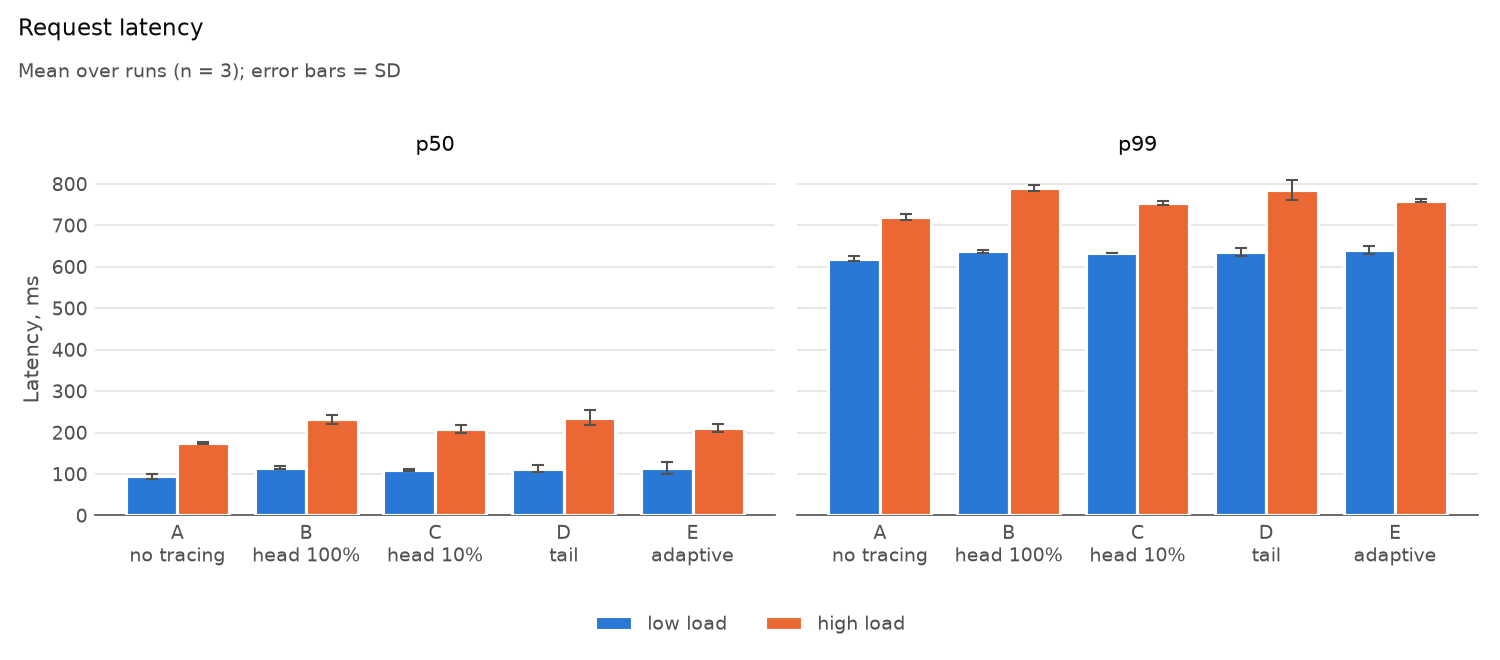 Request latency
Mean over runs (n = 3); error bars = SD
p50
p99
Latency, ms
800
700
600
500
400
300
200
100
0
A
no tracing
B
head 100%
C
head 10%
D
tail
E
adaptive
A
no tracing
B
head 100%
C
head 10%
D
tail
E
adaptive
low load
high load